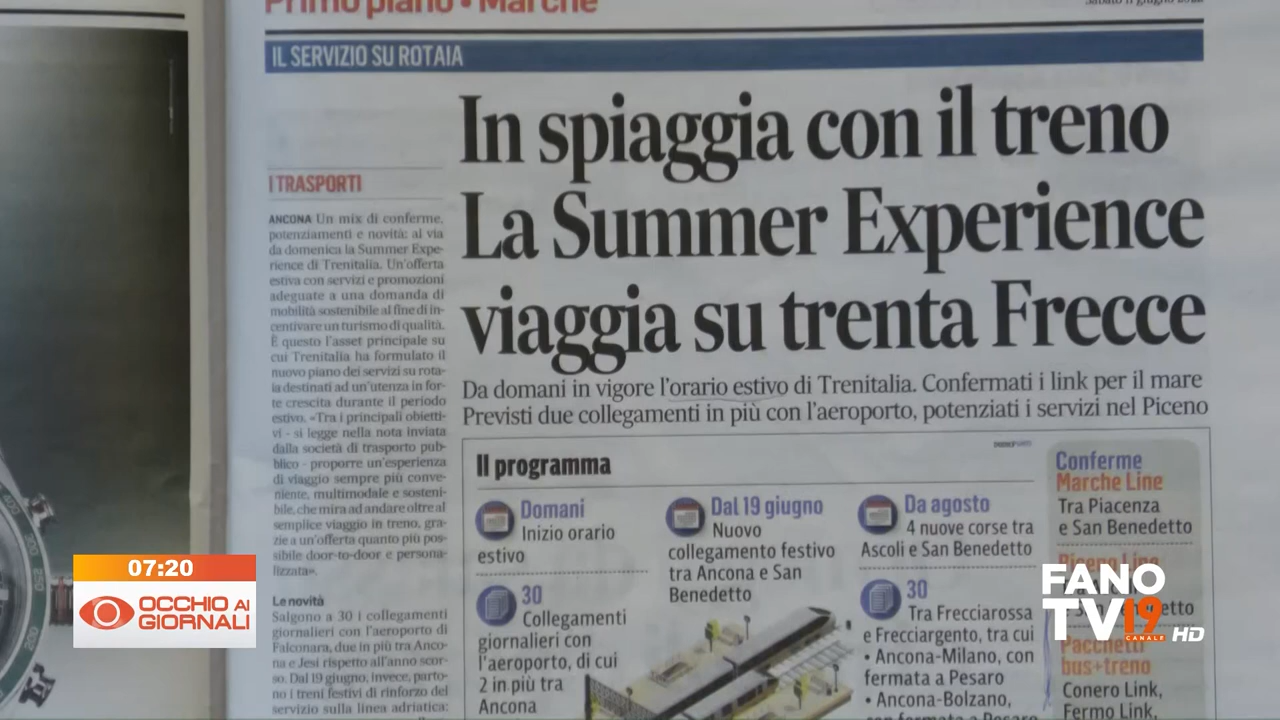 Primo piano • Marche
IL SERVIZIO SU ROTAIA
In spiaggia con il treno
La Summer Experience
viaggia su trenta Frecce
Da domani in vigore l'orario estivo di Trenitalia. Confermati i link per il mare
Previsti due collegamenti in più con l'aeroporto, potenziati i servizi nel Piceno
I TRASPORTI
ANCONA Un mix di conferme,
potenziamenti e novità: al via
da domenica la Summer Expe-
rience di Trenitalia. Un'offerta
estiva con servizi e promozioni
adeguate a una domanda di
mobilità sostenibile al fine di in-
centivare un turismo di qualità.
È questo l'asset principale su
cui Trenitalia ha formulato il
nuovo piano dei servizi su rota-
ia destinati ad un'utenza in for-
te crescita durante il periodo
estivo. «Tra i principali obietti-
vi - si legge nella nota inviata
dalla società di trasporto pub-
blico - proporre un'esperienza
di viaggio sempre più conve-
niente, multimodale e sosteni-
bile, che mira ad andare oltre al
semplice viaggio in treno, gra-
zie a un'offerta quanto più pos-
sibile door-to-door e persona-
lizzata».
Le novità
Salgono a 30 i collegamenti
giornalieri con l'aeroporto di
Falconara, due in più tra Anco-
na e Jesi rispetto all'anno scor-
so. Dal 19 giugno, invece, parto-
no i treni festivi di rinforzo del
servizio sulla linea adriatica:
Il programma
Domani
Inizio orario
estivo
30
Collegamenti
giornalieri con
l'aeroporto, di cui
2 in più tra
Ancona
Dal 19 giugno
Nuovo
collegamento festivo
tra Ancona e San
Benedetto
Da agosto
4 nuove corse tra
Ascoli e San Benedetto
30
Tra Frecciarossa
e Frecciargento, tra cui
• Ancona-Milano, con
fermata a Pesaro
• Ancona-Bolzano,
con fermata a Pesaro
Conferme
Marche Line
Tra Piacenza
e San Benedetto
Piceno Line
Pacchetti
bus+treno
Conero Link,
Fermo Link,
07:20
OCCHIO AI
GIORNALI
FANO
TV19
CANALE HD